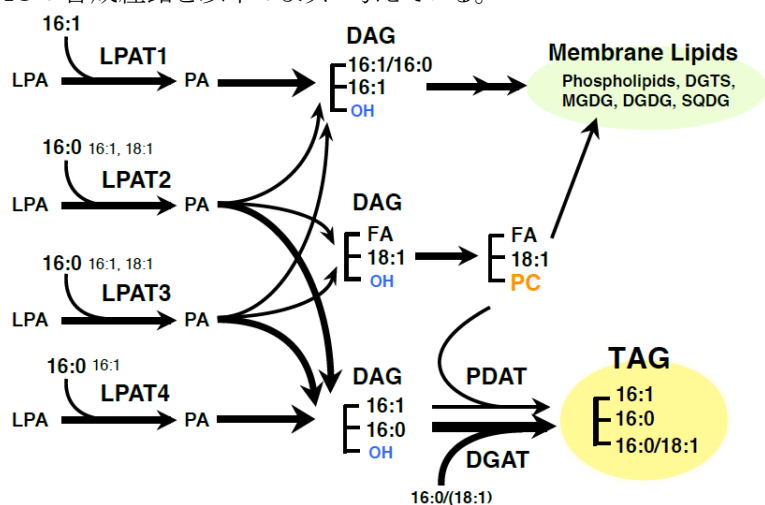 16:1
LPAT1
LPA
PA
DAG
16:1/16:0
16:1
OH
Membrane Lipids
Phospholipids, DGTS,
MGDG, DGDG, SQDG
16:0 16:1, 18:1
LPAT2
LPA
PA
DAG
FA
18:1
OH
FA
18:1
PC
16:0 16:1, 18:1
LPAT3
LPA
PA
16:0 16:1
LPAT4
LPA
PA
DAG
16:1
16:0
OH
PDAT
DGAT
16:0/(18:1)
TAG
16:1
16:0
16:0/18:1